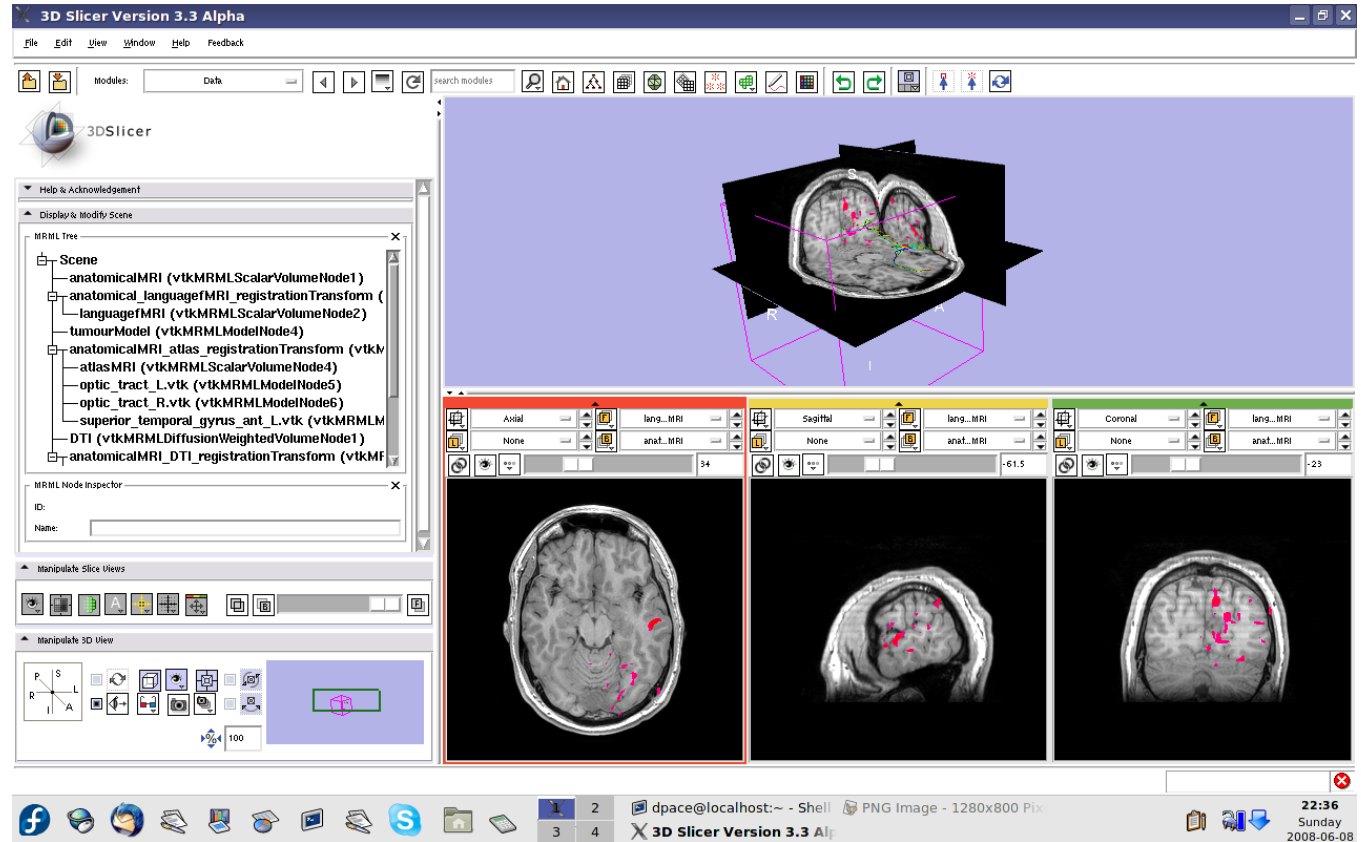 3D Slicer Version 3.3 Alpha
File Edit View Window Help Feedback
Modules: Data search modules
3DSlicer
Help & Acknowledgement
Display & Modify Scene
MRML Tree
Scene
anatomicalMRI (vtkMRMLScalarVolumeNode1)
anatomical_languagefMRI_registrationTransform (
languagefMRI (vtkMRMLScalarVolumeNode2)
tumourModel (vtkMRMLModelNode4)
anatomicalMRI_atlas_registrationTransform (vtkM
atlasMRI (vtkMRMLScalarVolumeNode4)
optic_tract_L.vtk (vtkMRMLModelNode5)
optic_tract_R.vtk (vtkMRMLModelNode6)
superior_temporal_gyrus_ant_L.vtk (vtkMRMLM
DTI (vtkMRMLDiffusionWeightedVolumeNode1)
anatomicalMRI_DTI_registrationTransform (vtkMF
MRML Node Inspector
ID:
Name:
Manipulate Slice Views
Manipulate 3D View
P S
R L
I A
100
S
R A
I
Axial lang...MRI
None anat...MRI
34
Sagittal lang...MRI
None anat...MRI
-61.5
Coronal lang...MRI
None anat...MRI
-23
1 2
3 4
dpace@localhost:~ - Shell
PNG Image - 1280x800 Pix
3D Slicer Version 3.3 Alp
22:36
Sunday
2008-06-08